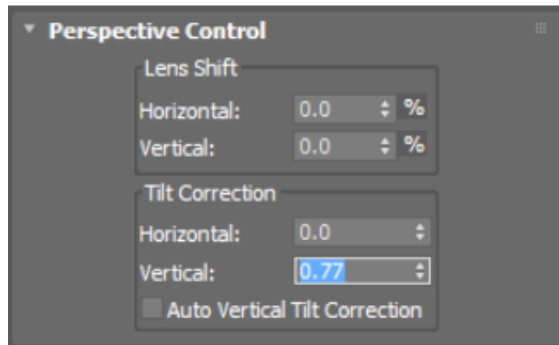 Perspective Control
Lens Shift
Horizontal: 0.0 %
Vertical: 0.0 %
Tilt Correction
Horizontal: 0.0
Vertical: 0.77
Auto Vertical Tilt Correction